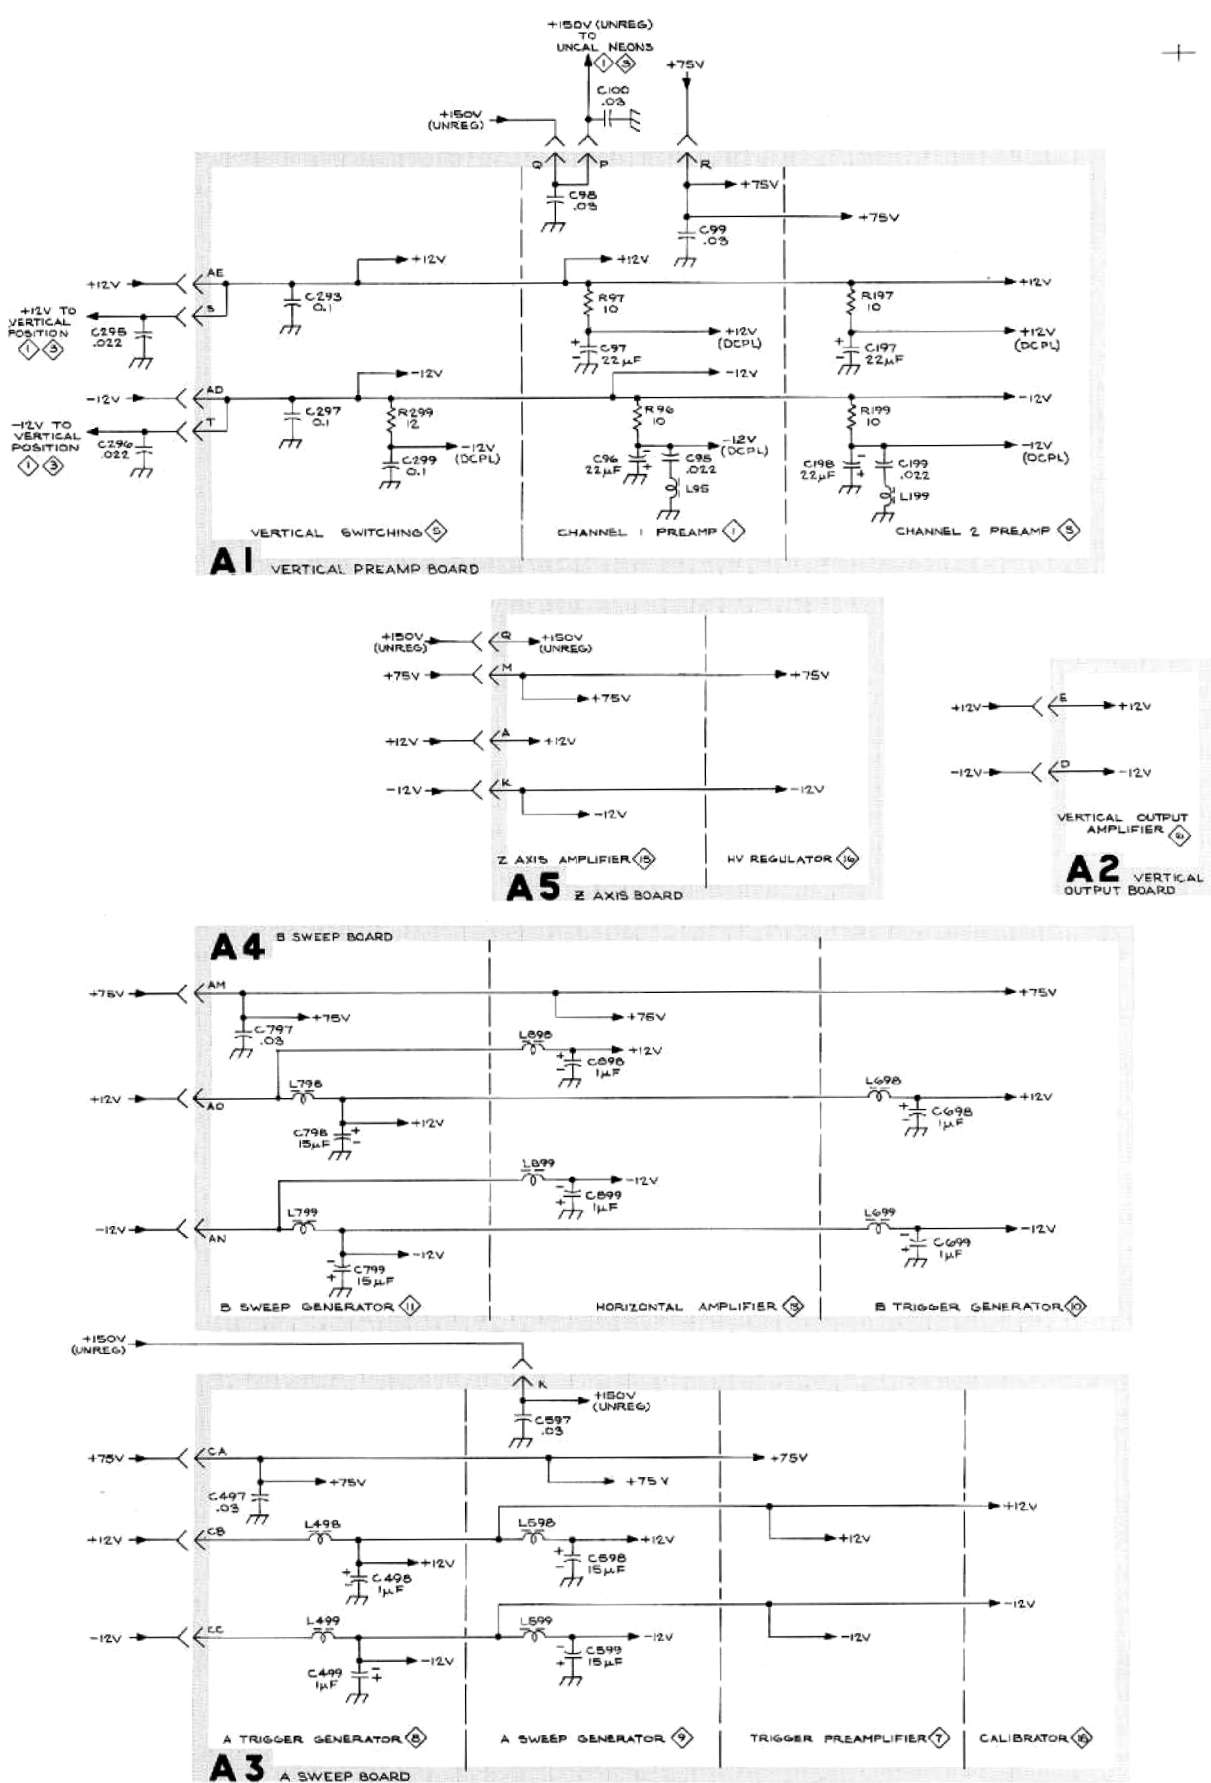 +150V (UNREG)
TO
UNCAL NEONS
1 3
+75V
C100
.03
+150V
(UNREG)
Q
P
R
C98
.03
+75V
+75V
C99
.03
+12V
AE
+12V
+12V
+12V
C293
0.1
R97
10
R197
10
+12V TO
VERTICAL
POSITION
1 3
S
C295
.022
+12V
(DCPL)
+12V
(DCPL)
C97
22µF
C197
22µF
-12V
-12V
-12V
AD
-12V
C297
0.1
R299
12
R96
10
R199
10
-12V TO
VERTICAL
POSITION
1 3
T
C296
.022
-12V
(DCPL)
-12V
(DCPL)
-12V
(DCPL)
C299
0.1
C96
22µF
C95
.022
C198
22µF
C199
.022
L95
L199
VERTICAL SWITCHING 5
CHANNEL 1 PREAMP 1
CHANNEL 2 PREAMP 3
A1 VERTICAL PREAMP BOARD
+150V
(UNREG)
Q
+150V
(UNREG)
+75V
M
+75V
+75V
+12V
A
+12V
-12V
K
-12V
-12V
Z AXIS AMPLIFIER 15
HV REGULATOR 16
A5 Z AXIS BOARD
+12V
E
+12V
-12V
D
-12V
VERTICAL OUTPUT
AMPLIFIER 6
A2 VERTICAL
OUTPUT BOARD
A4 B SWEEP BOARD
+75V
AM
+75V
+75V
+75V
C797
.03
L898
+12V
C898
1µF
+12V
AO
L798
L698
+12V
+12V
C798
15µF
C698
1µF
L899
-12V
C899
1µF
-12V
AN
L799
L699
-12V
-12V
C799
15µF
C699
1µF
B SWEEP GENERATOR 11
HORIZONTAL AMPLIFIER 13
B TRIGGER GENERATOR 10
+150V
(UNREG)
K
+150V
(UNREG)
C597
.03
+75V
CA
+75V
+75V
+75V
C497
.03
+12V
+12V
CB
L498
L598
+12V
+12V
+12V
C498
1µF
C598
15µF
-12V
-12V
CC
L499
L599
-12V
-12V
-12V
C499
1µF
C599
15µF
A TRIGGER GENERATOR 8
A SWEEP GENERATOR 9
TRIGGER PREAMPLIFIER 7
CALIBRATOR 18
A3 A SWEEP BOARD